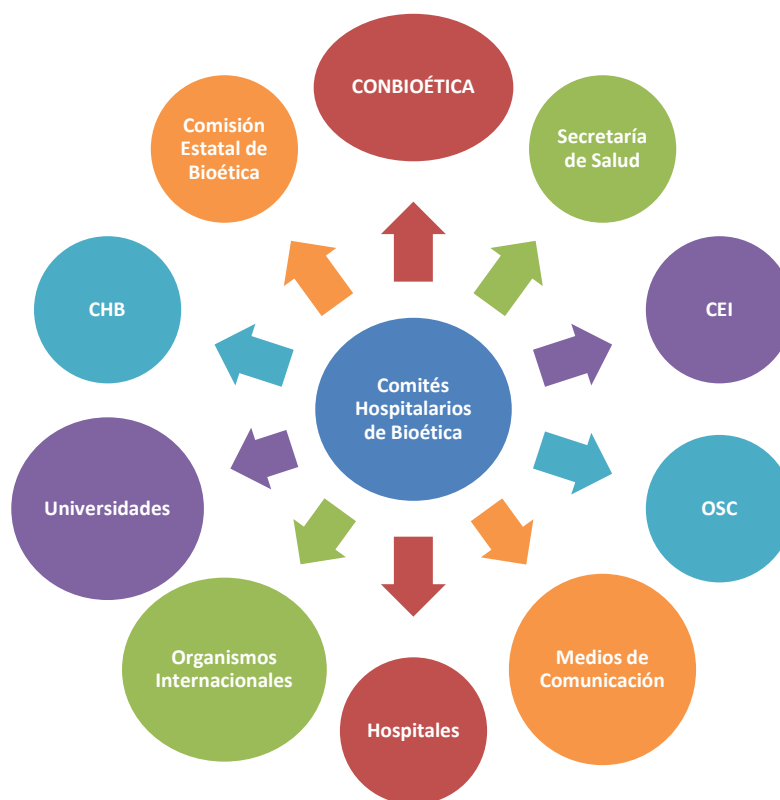 CONBIOÉTICA
Comisión
Estatal de
Bioética
Secretaría
de Salud
CHB
CEI
Comités
Hospitalarios
de Bioética
Universidades
OSC
Organismos
Internacionales
Medios de
Comunicación
Hospitales